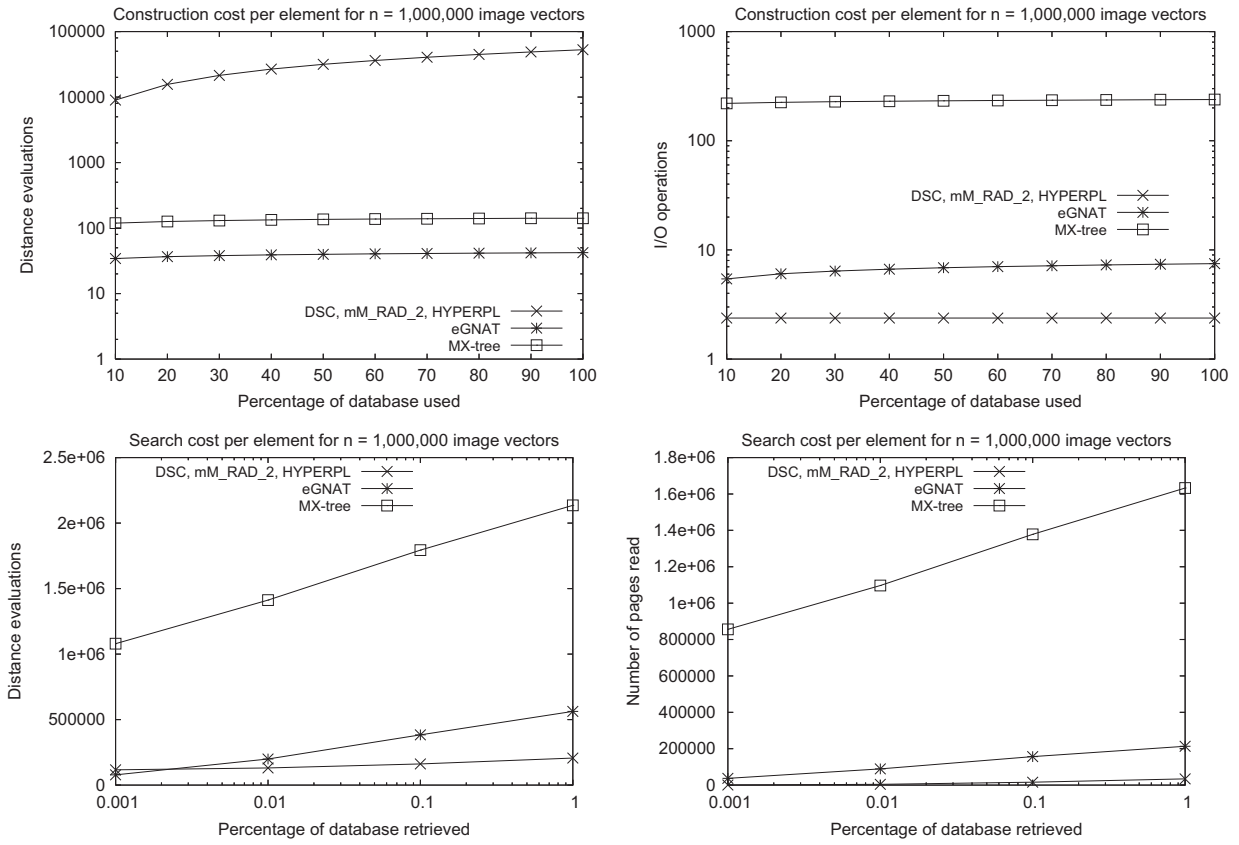 Construction cost per element for n = 1,000,000 image vectors
100000
10000
1000
100
10
1
Distance evaluations
DSC, mM_RAD_2, HYPERPL
eGNAT
MX-tree
10 20 30 40 50 60 70 80 90 100
Percentage of database used
Construction cost per element for n = 1,000,000 image vectors
1000
100
10
1
I/O operations
DSC, mM_RAD_2, HYPERPL
eGNAT
MX-tree
10 20 30 40 50 60 70 80 90 100
Percentage of database used
Search cost per element for n = 1,000,000 image vectors
2.5e+06
2e+06
1.5e+06
1e+06
500000
0
Distance evaluations
DSC, mM_RAD_2, HYPERPL
eGNAT
MX-tree
0.001 0.01 0.1 1
Percentage of database retrieved
Search cost per element for n = 1,000,000 image vectors
1.8e+06
1.6e+06
1.4e+06
1.2e+06
1e+06
800000
600000
400000
200000
0
Number of pages read
DSC, mM_RAD_2, HYPERPL
eGNAT
MX-tree
0.001 0.01 0.1 1
Percentage of database retrieved